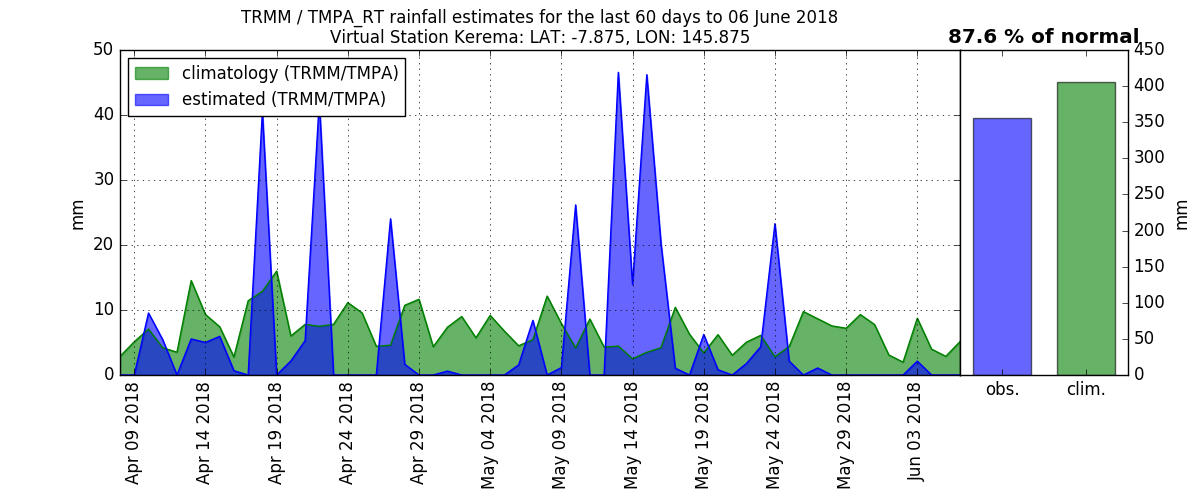 TRMM / TMPA_RT rainfall estimates for the last 60 days to 06 June 2018
Virtual Station Kerema: LAT: -7.875, LON: 145.875
87.6 % of normal
climatology (TRMM/TMPA)
estimated (TRMM/TMPA)
50
40
30
20
10
0
mm
450
400
350
300
250
200
150
100
50
0
mm
obs. clim.
Apr 09 2018
Apr 14 2018
Apr 19 2018
Apr 24 2018
Apr 29 2018
May 04 2018
May 09 2018
May 14 2018
May 19 2018
May 24 2018
May 29 2018
Jun 03 2018